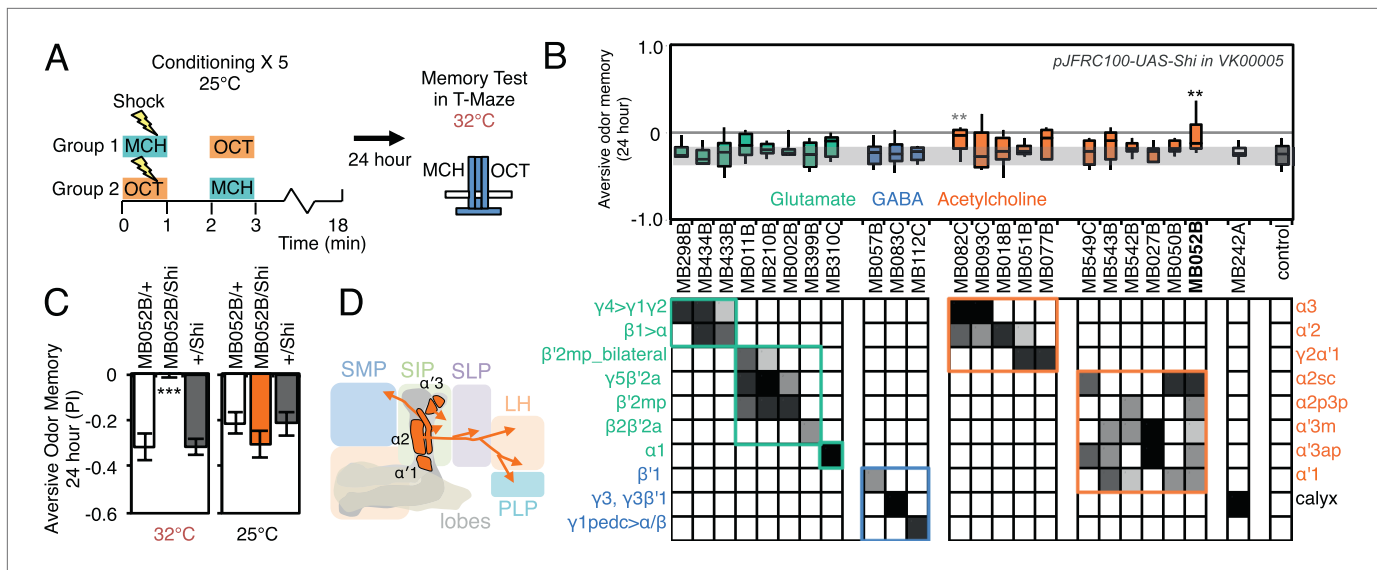 A
Conditioning X 5
25°C
Shock
Group 1
MCH
OCT
Group 2
OCT
MCH
0
1
2
3
18
Time (min)
24 hour
Memory Test
in T-Maze
32°C
MCH
OCT
B
Aversive odor memory
(24 hour)
1.0
0
-1.0
pJFRC100-UAS-Shi in VK00005
**
**
Glutamate
GABA
Acetylcholine
MB298B
MB434B
MB433B
MB011B
MB210B
MB002B
MB399B
MB310C
MB057B
MB083C
MB112C
MB082C
MB093C
MB018B
MB051B
MB077B
MB549C
MB543B
MB542B
MB027B
MB050B
MB052B
MB242A
control
γ4>γ1γ2
β1>α
β'2mp_bilateral
γ5β'2a
β'2mp
β2β'2a
α1
β'1
γ3, γ3β'1
γ1pedc>α/β
α3
α'2
γ2α'1
α2sc
α2p3p
α'3m
α'3ap
α'1
calyx
C
MB052B/+
MB052B/Shi
+/Shi
MB052B/+
MB052B/Shi
+/Shi
Aversive Odor Memory
24 hour (PI)
0
-0.2
-0.4
-0.6
***
32°C
25°C
D
SMP
SIP
SLP
LH
PLP
α'3
α2
α'1
lobes